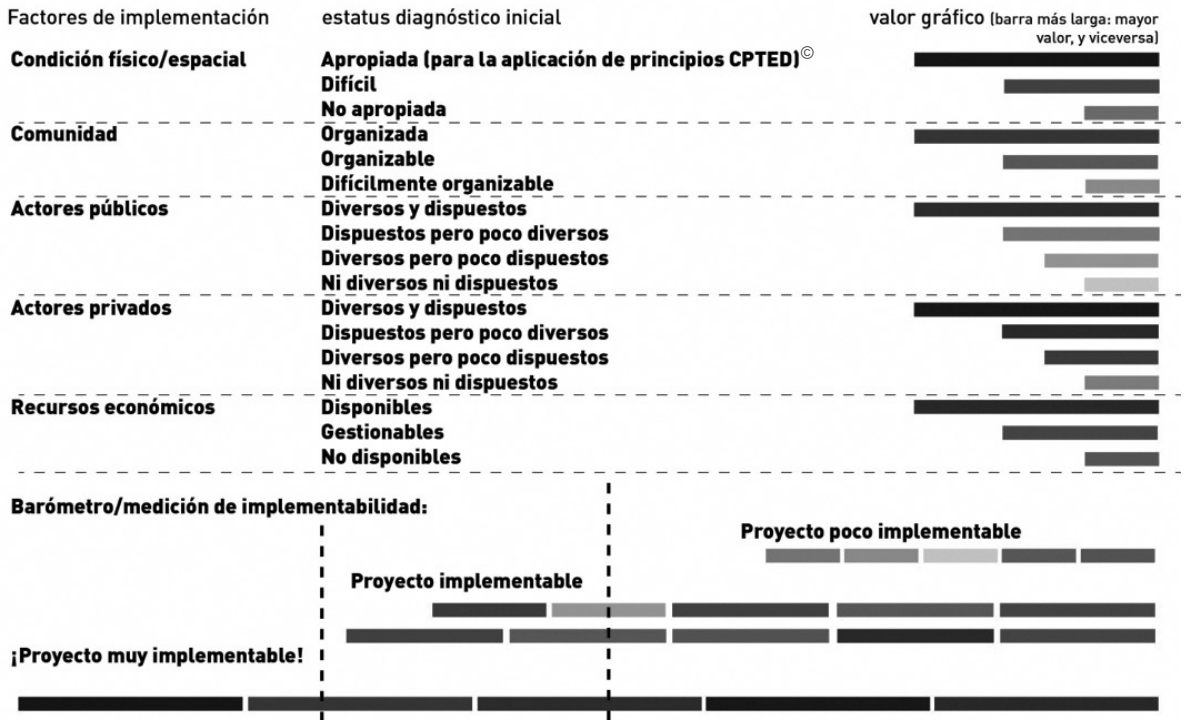 Factores de implementación estatus diagnóstico inicial valor gráfico (barra más larga: mayor
valor, y viceversa)
Condición físico/espacial Apropiada (para la aplicación de principios CPTED)©
Difícil
No apropiada
Comunidad Organizada
Organizable
Difícilmente organizable
Actores públicos Diversos y dispuestos
Dispuestos pero poco diversos
Diversos pero poco dispuestos
Ni diversos ni dispuestos
Actores privados Diversos y dispuestos
Dispuestos pero poco diversos
Diversos pero poco dispuestos
Ni diversos ni dispuestos
Recursos económicos Disponibles
Gestionables
No disponibles
Barómetro/medición de implementabilidad:
Proyecto poco implementable
Proyecto implementable
¡Proyecto muy implementable!